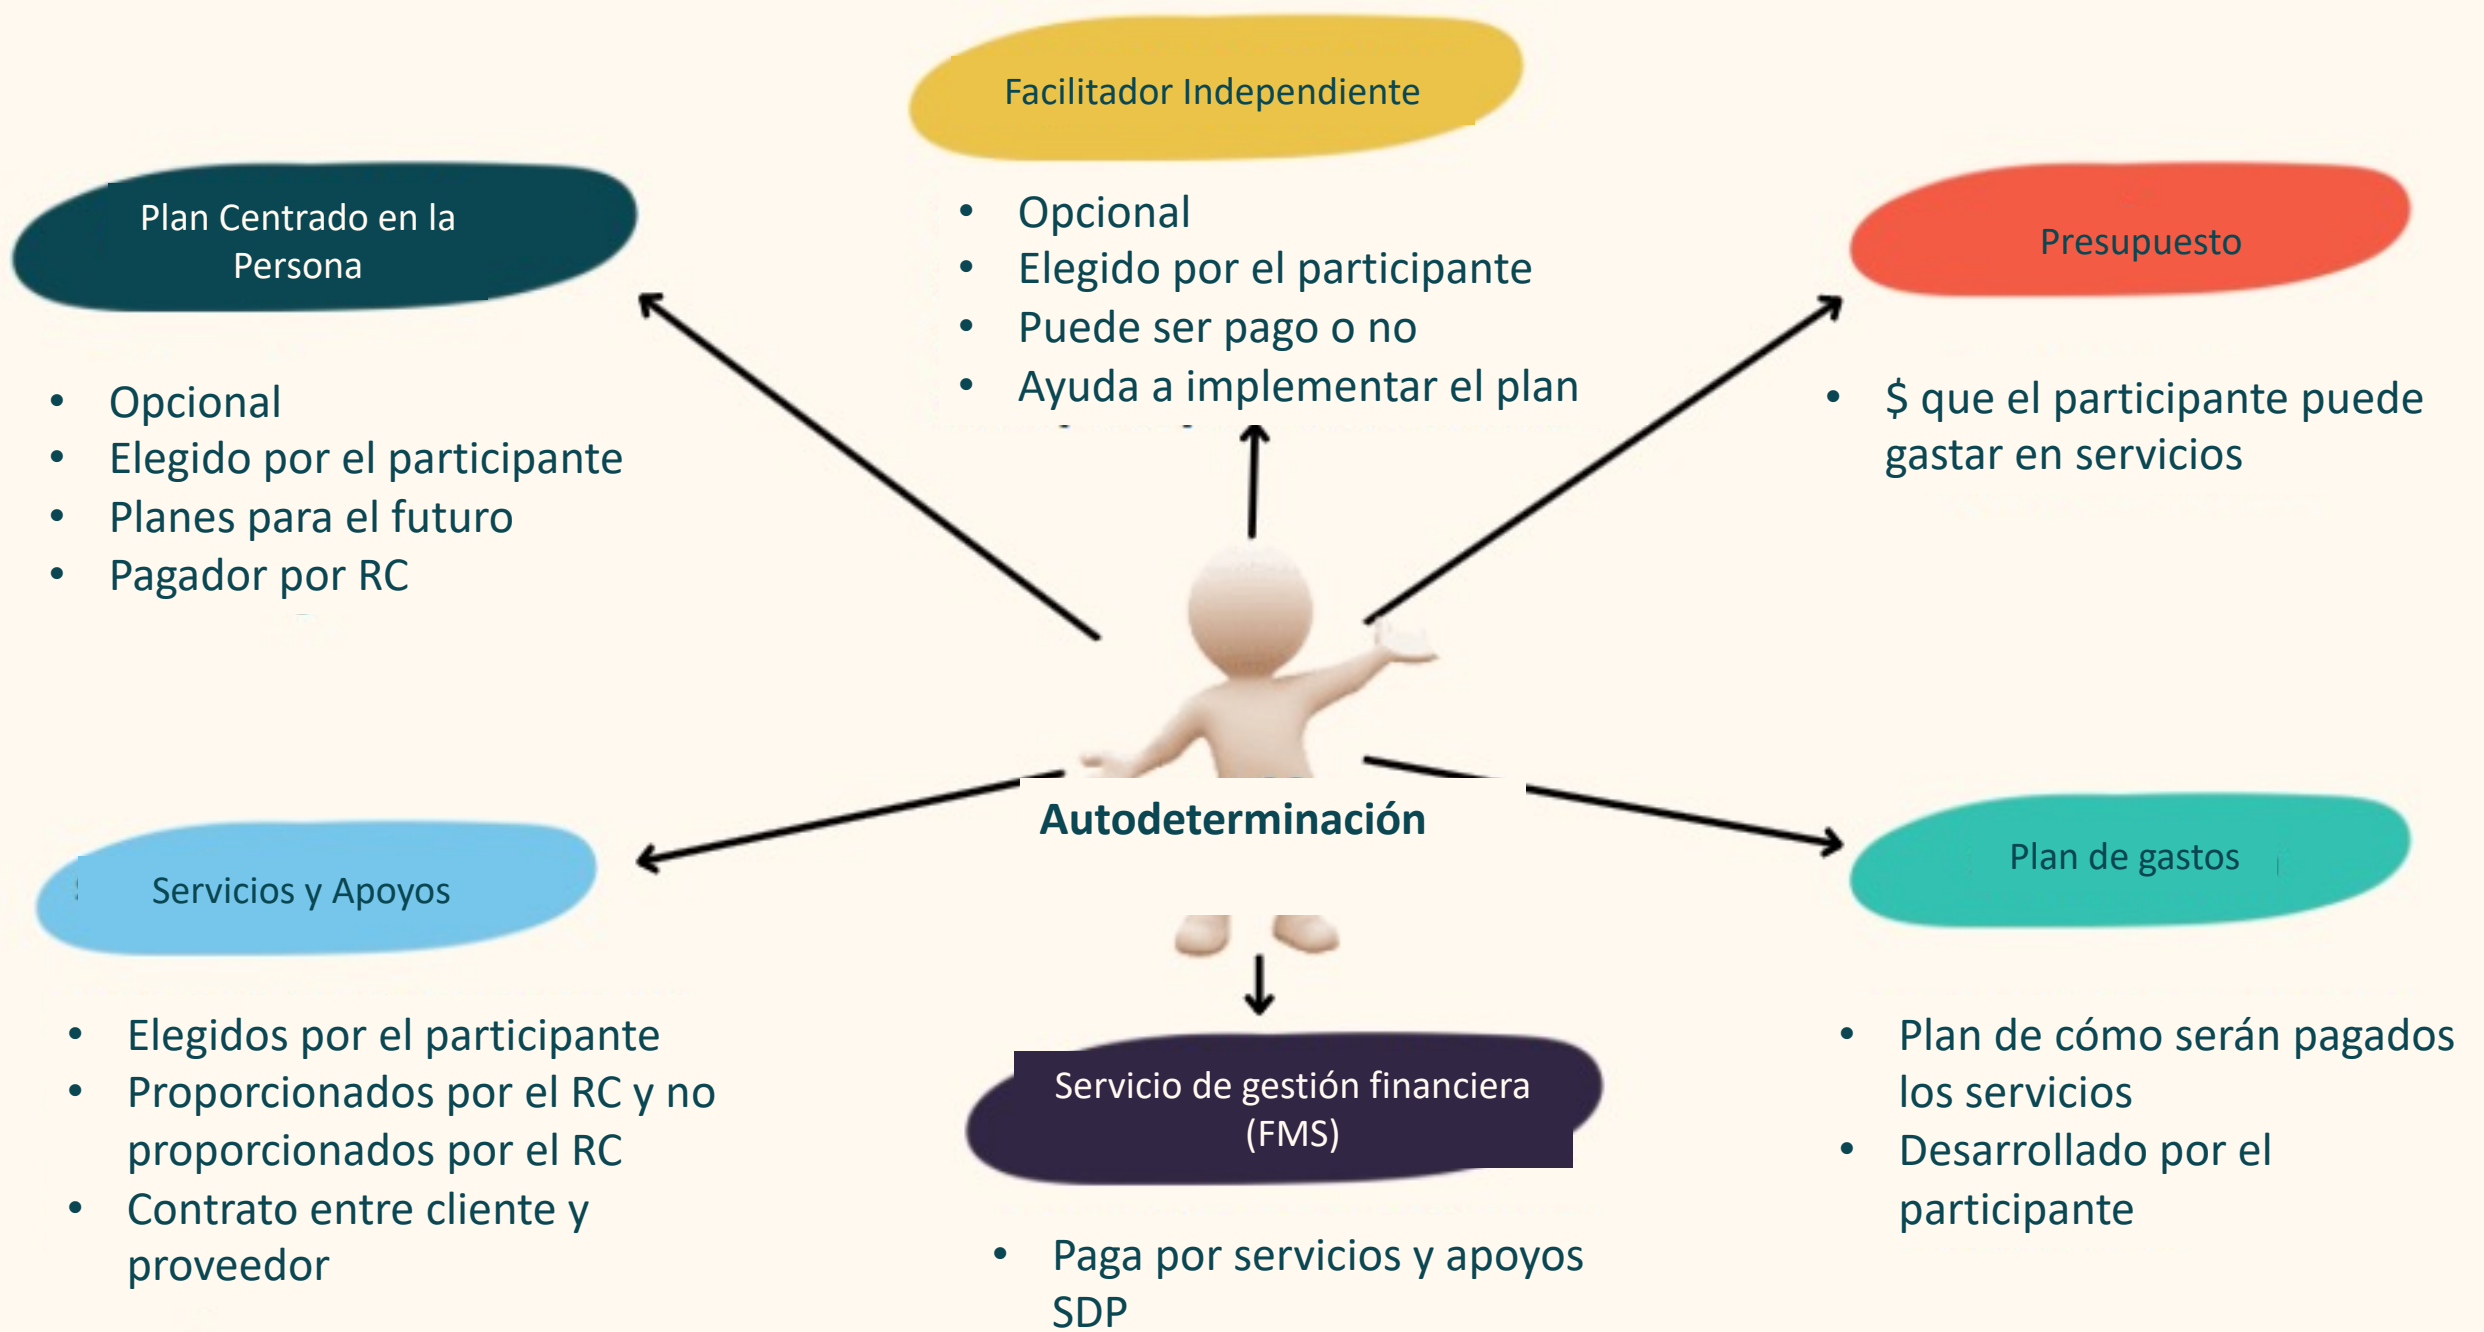 Facilitador Independiente
• Opcional
• Elegido por el participante
• Puede ser pago o no
• Ayuda a implementar el plan
Plan Centrado en la
Persona
• Opcional
• Elegido por el participante
• Planes para el futuro
• Pagador por RC
Presupuesto
• $ que el participante puede
gastar en servicios
Autodeterminación
Servicios y Apoyos
• Elegidos por el participante
• Proporcionados por el RC y no
proporcionados por el RC
• Contrato entre cliente y
proveedor
Servicio de gestión financiera
(FMS)
• Paga por servicios y apoyos
SDP
Plan de gastos
• Plan de cómo serán pagados
los servicios
• Desarrollado por el
participante